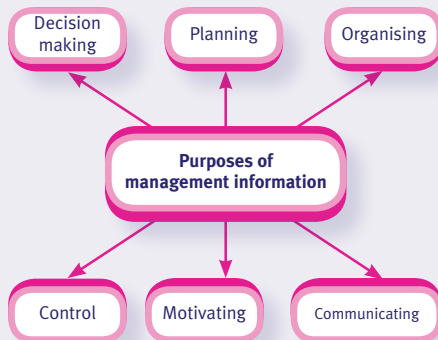 Decision
making
Planning
Organising
Purposes of
management information
Control
Motivating
Communicating